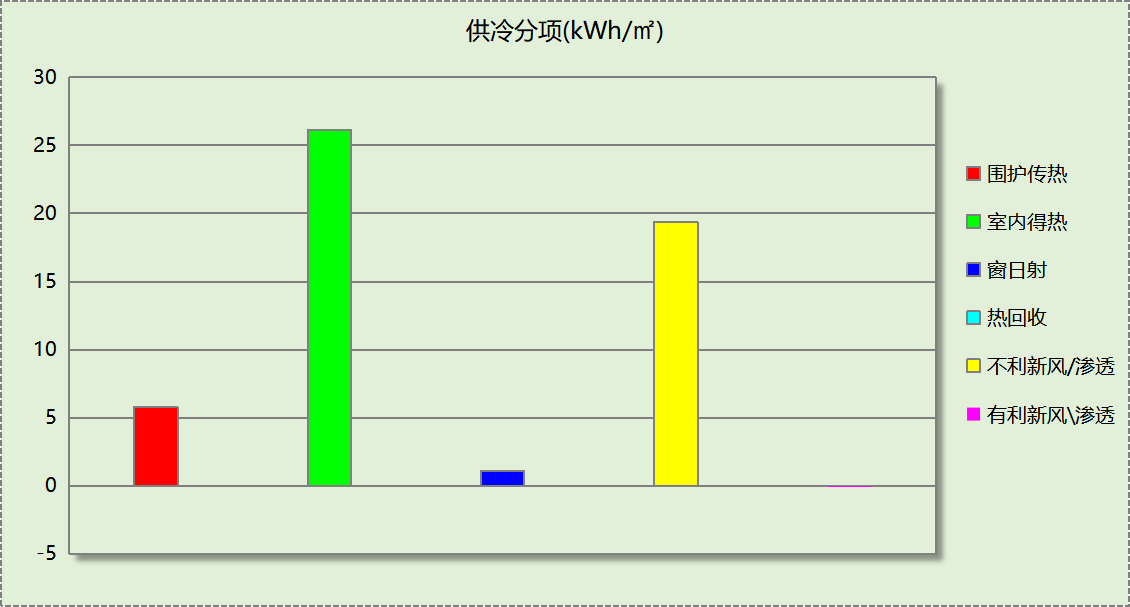 供冷分项(kWh/㎡)
30
25
20
15
10
5
0
-5
围护传热
室内得热
窗日射
热回收
不利新风/渗透
有利新风\渗透